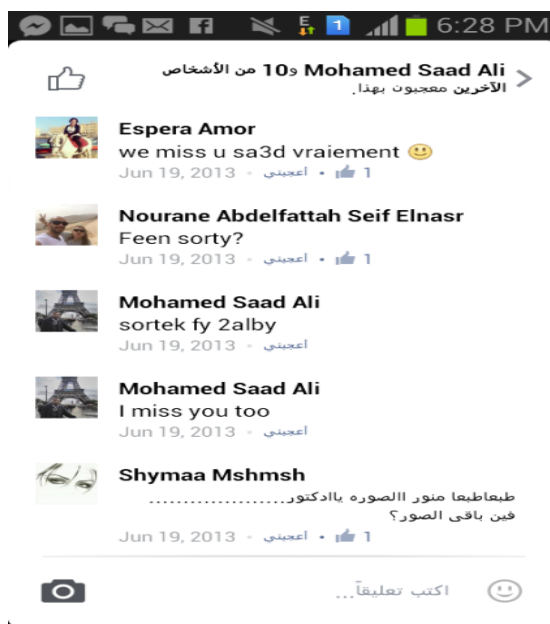 E 1 6:28 PM
Mohamed Saad Ali و10 من الأشخاص
الآخرين معجبون بهذا.
Espera Amor
we miss u sa3d vraiement 🙂
Jun 19, 2013 · أعجبني · 1
Nourane Abdelfattah Seif Elnasr
Feen sorty?
Jun 19, 2013 · أعجبني · 1
Mohamed Saad Ali
sortek fy 2alby
Jun 19, 2013 · أعجبني
Mohamed Saad Ali
I miss you too
Jun 19, 2013 · أعجبني
Shymaa Mshmsh
طبعاطبعا منور االصوره ياادكتور.....................
فين باقى الصور؟
Jun 19, 2013 · أعجبني · 1
اكتب تعليقاً...